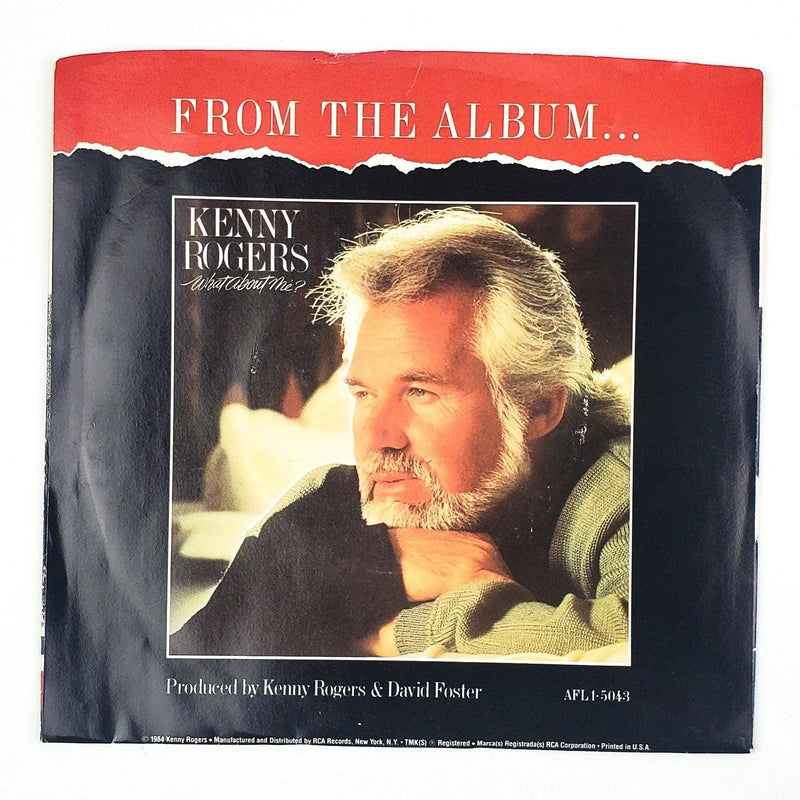 FROM THE ALBUM...
KENNY
ROGERS
What About Me?
Produced by Kenny Rogers & David Foster
AFL1-5043
© 1984 Kenny Rogers • Manufactured and Distributed by RCA Records, New York, N.Y. • TMK(S) ® Registered • Marca(s) Registrada(s) RCA Corporation • Printed in U.S.A.